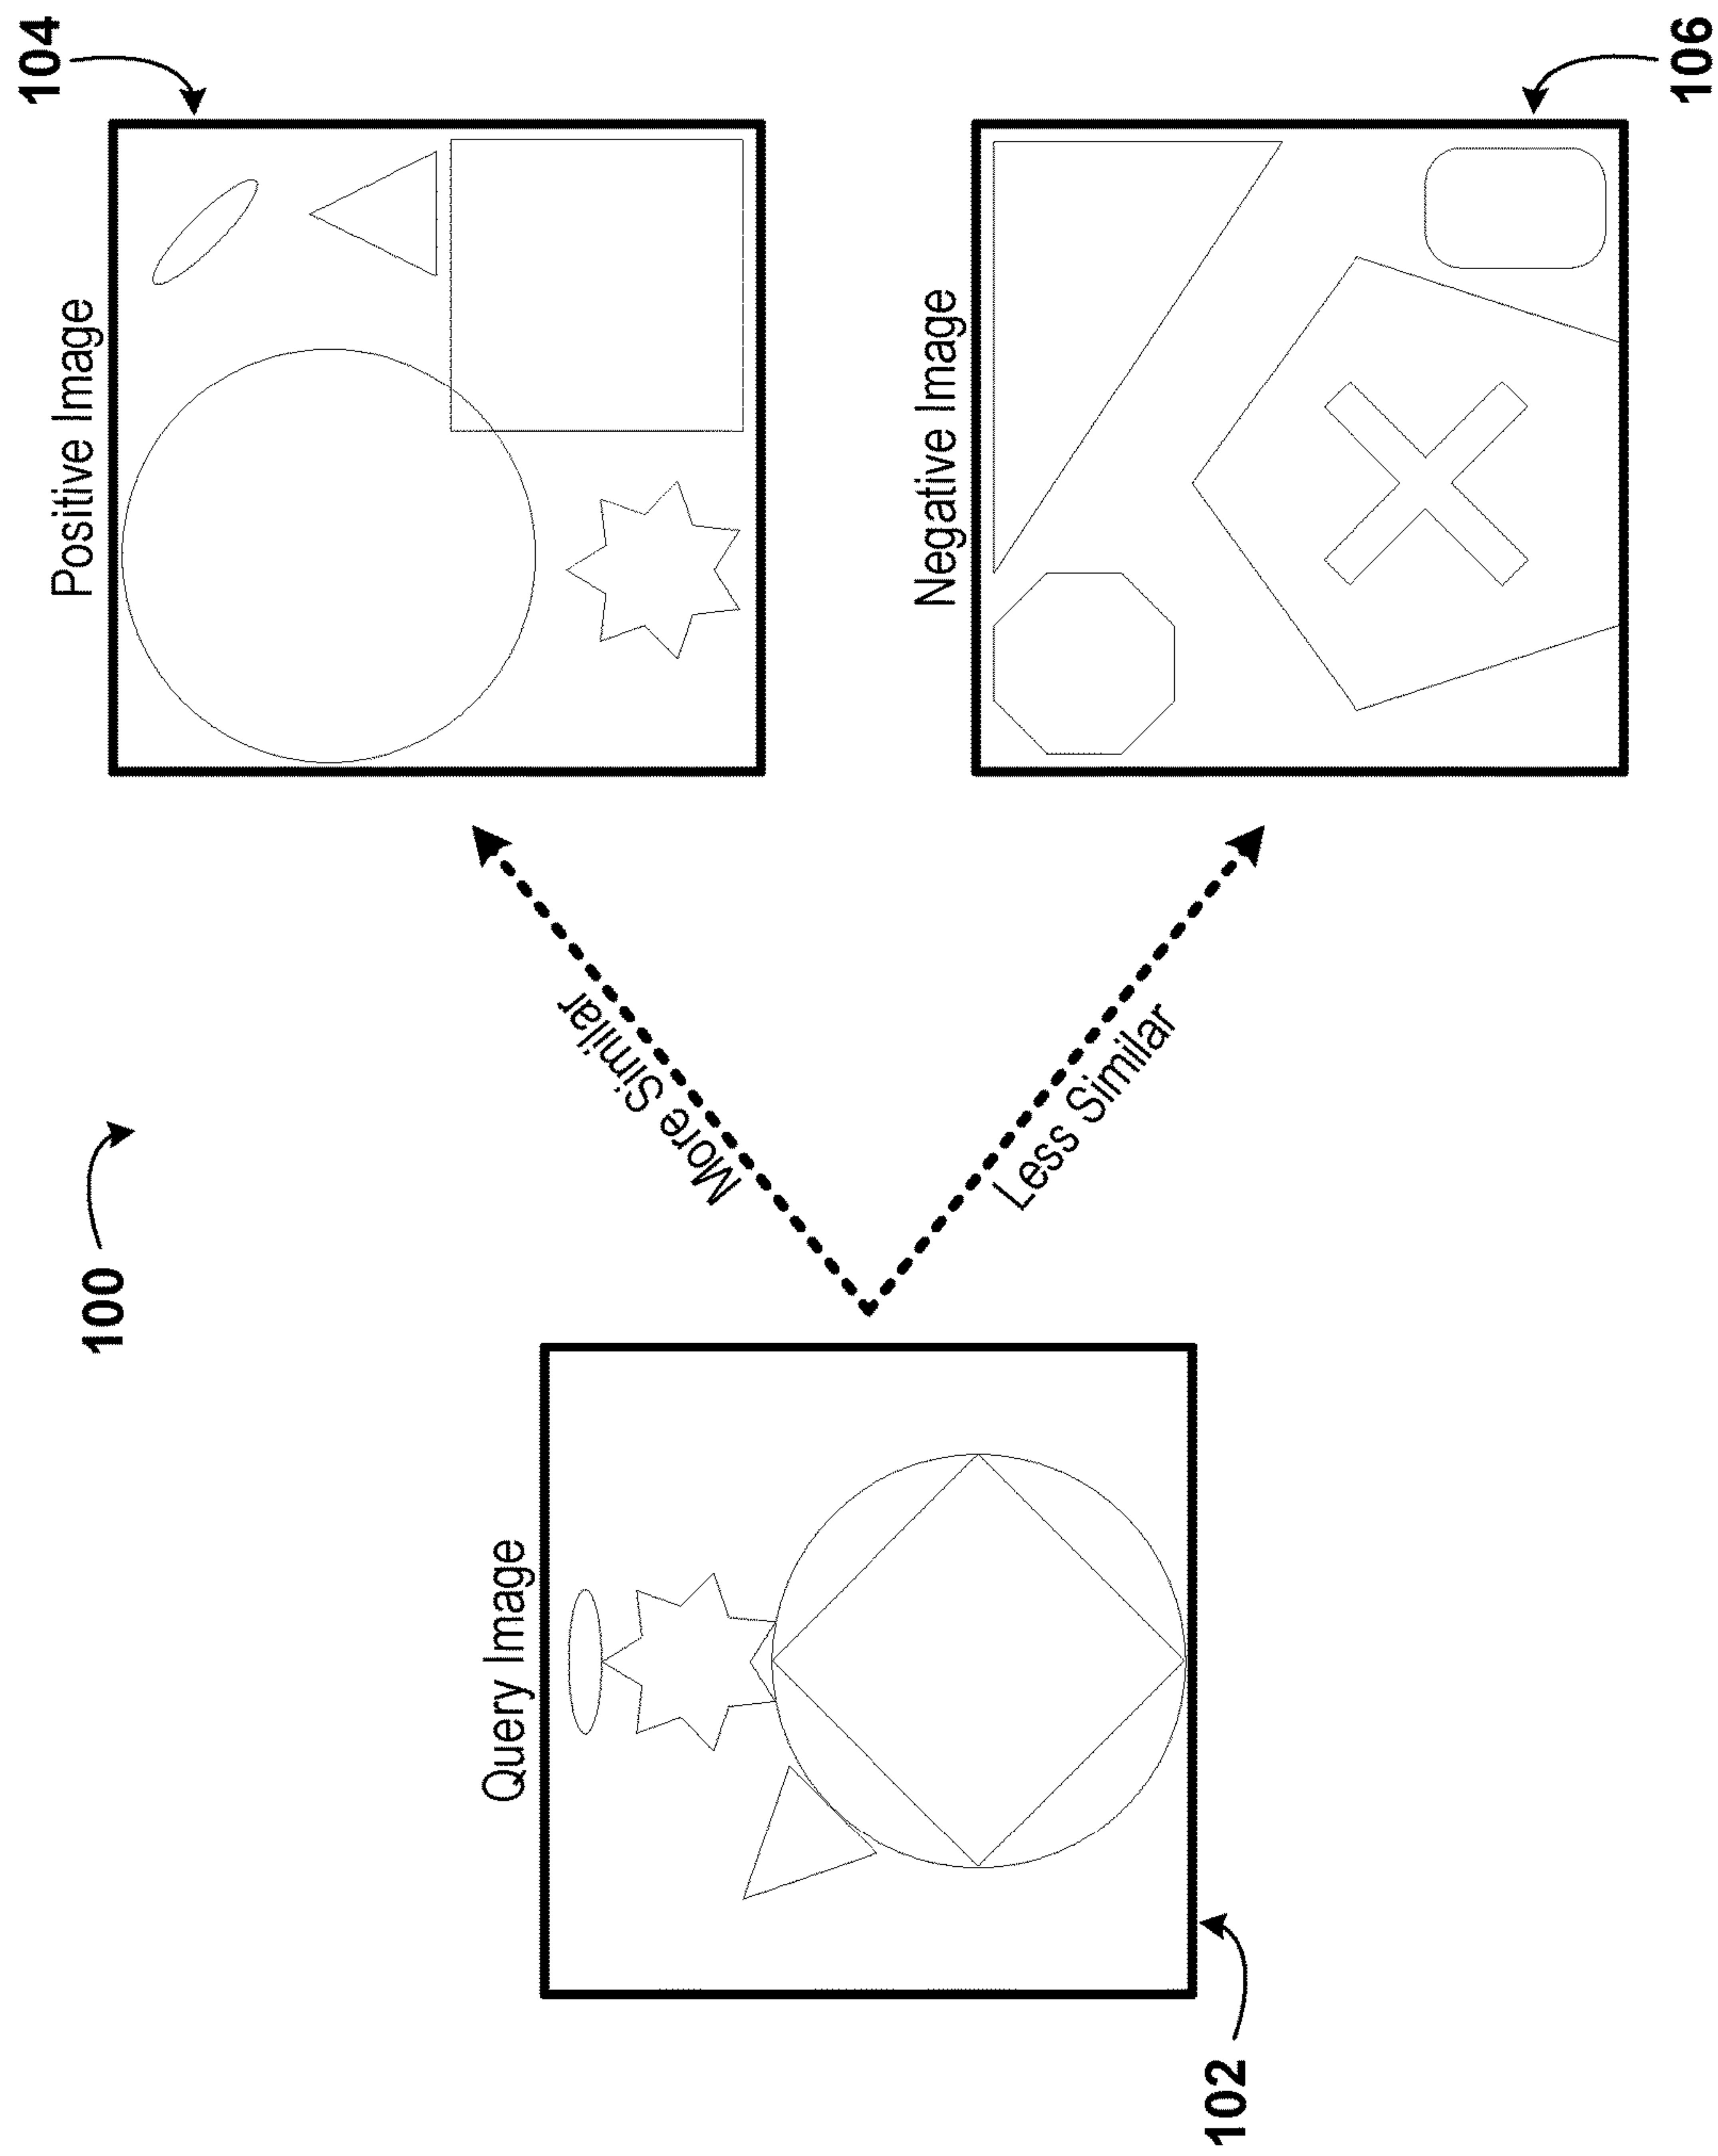 100
Query Image
102
More Similar
Less Similar
Positive Image
104
Negative Image
106